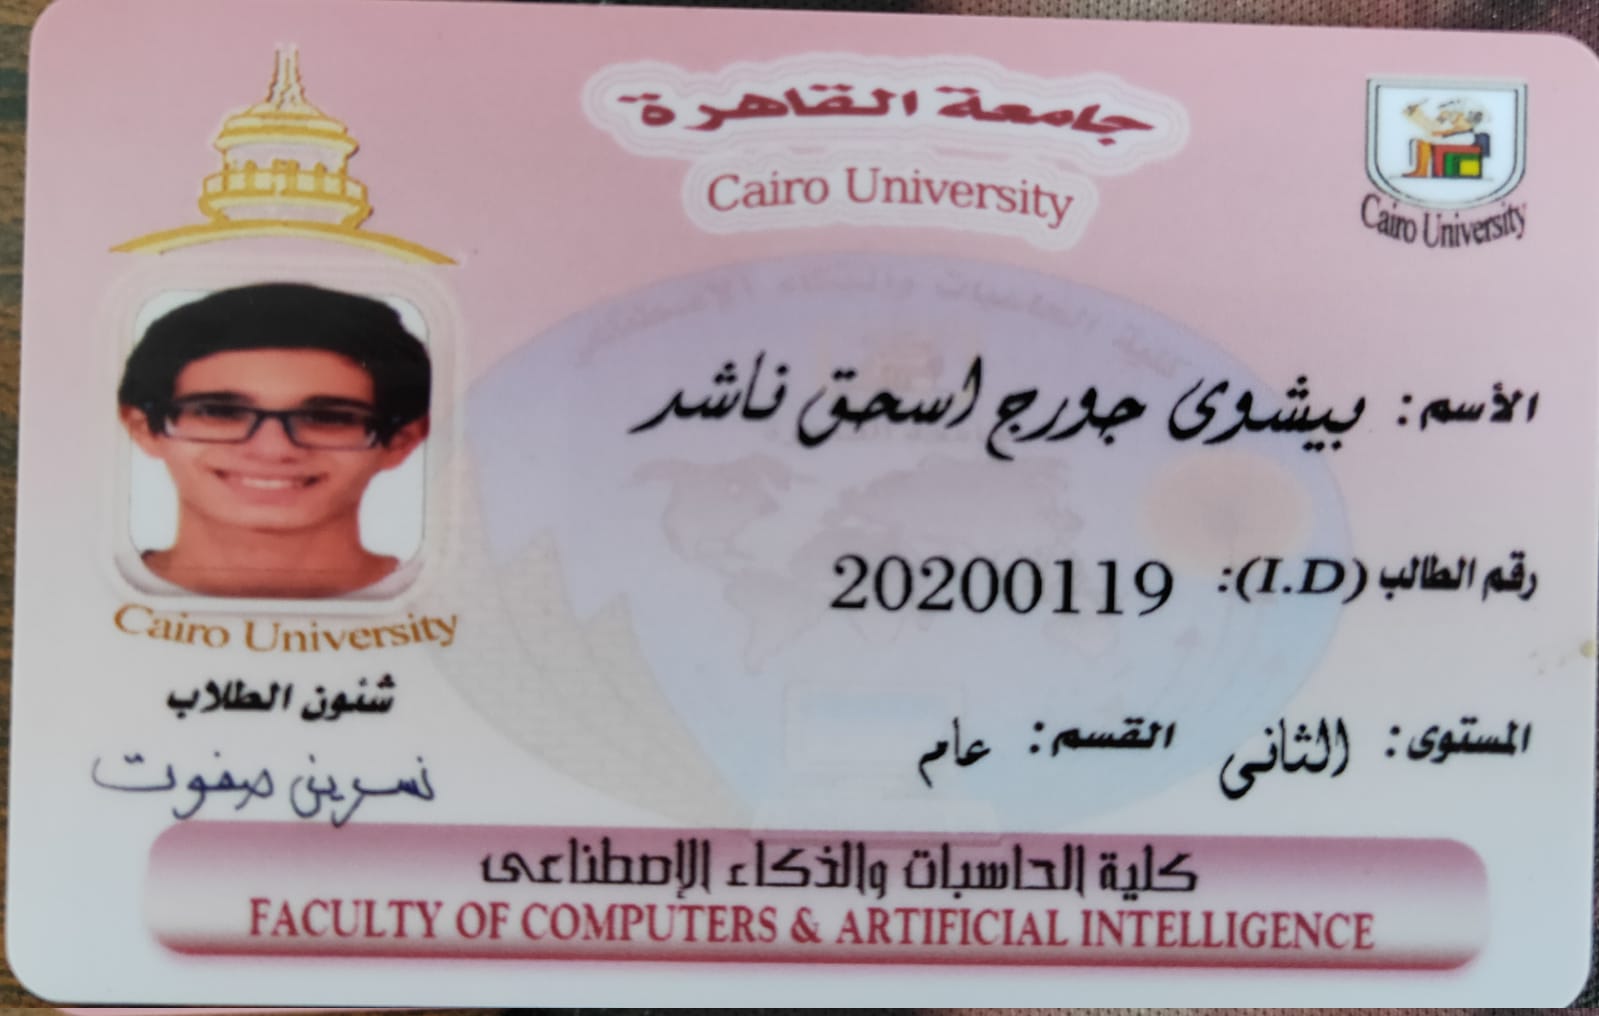 جامعة القاهرة
Cairo University
Cairo University
الأسم: بيشوى جورج اسحق ناشد
رقم الطالب (I.D): 20200119
المستوى: الثانى القسم: عام
Cairo University
شئون الطلاب
نسرين صفوت
كلية الحاسبات والذكاء الإصطناعى
FACULTY OF COMPUTERS & ARTIFICIAL INTELLIGENCE